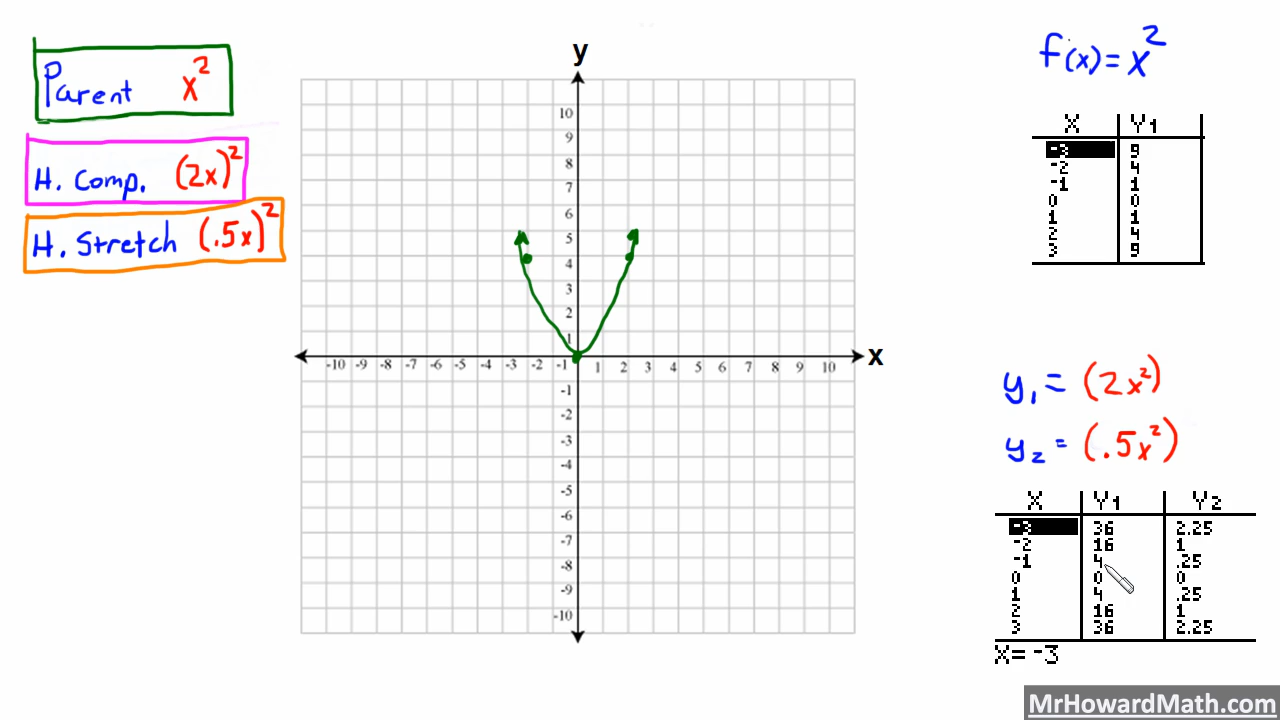 Parent x²
H. Comp. (2x)²
H. Stretch (.5x)²
y
10
9
8
7
6
5
4
3
2
1
-10 -9 -8 -7 -6 -5 -4 -3 -2 -1 1 2 3 4 5 6 7 8 9 10 x
-1
-2
-3
-4
-5
-6
-7
-8
-9
-10
f(x) = x²
X Y1
-3 9
-2 4
-1 1
0 0
1 1
2 4
3 9
y₁ = (2x²)
y₂ = (.5x²)
X Y1 Y2
-3 36 2.25
-2 16 1
-1 4 .25
0 0 0
1 4 .25
2 16 1
3 36 2.25
X= -3
MrHowardMath.com